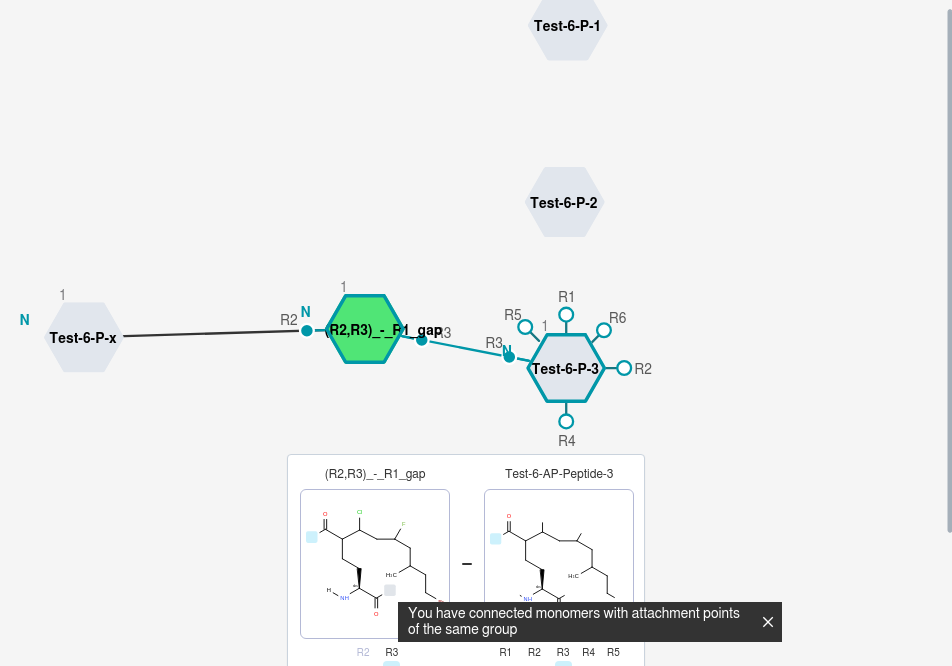 Test-6-P-1
Test-6-P-2
1
N
Test-6-P-x
R2
N
1
(R2,R3)_-_R1_gap
R3
R3
N
R1
R5
1
R6
Test-6-P-3
R2
R4
(R2,R3)_-_R1_gap
Test-6-AP-Peptide-3
O
Cl
F
H₃C
H
NH
O
–
O
H₃C
NH
You have connected monomers with attachment points
of the same group
R2 R3
R1 R2 R3 R4 R5